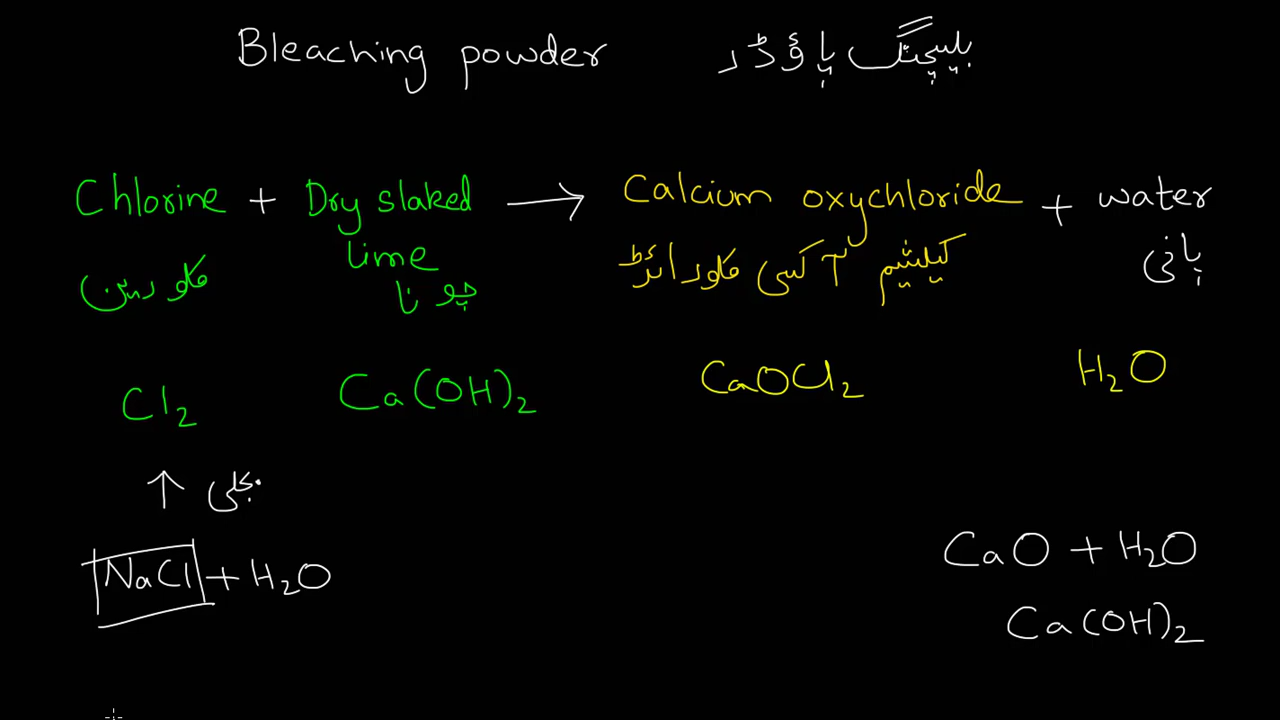 Bleaching powder بلیچنگ پاؤڈر
Chlorine + Dry slaked lime → Calcium oxychloride + water
کلورین چونا کیلشیم آکسی کلورائڈ پانی
Cl₂ Ca(OH)₂ CaOCl₂ H₂O
↑ بجلی
NaCl + H₂O
CaO + H₂O
Ca(OH)₂